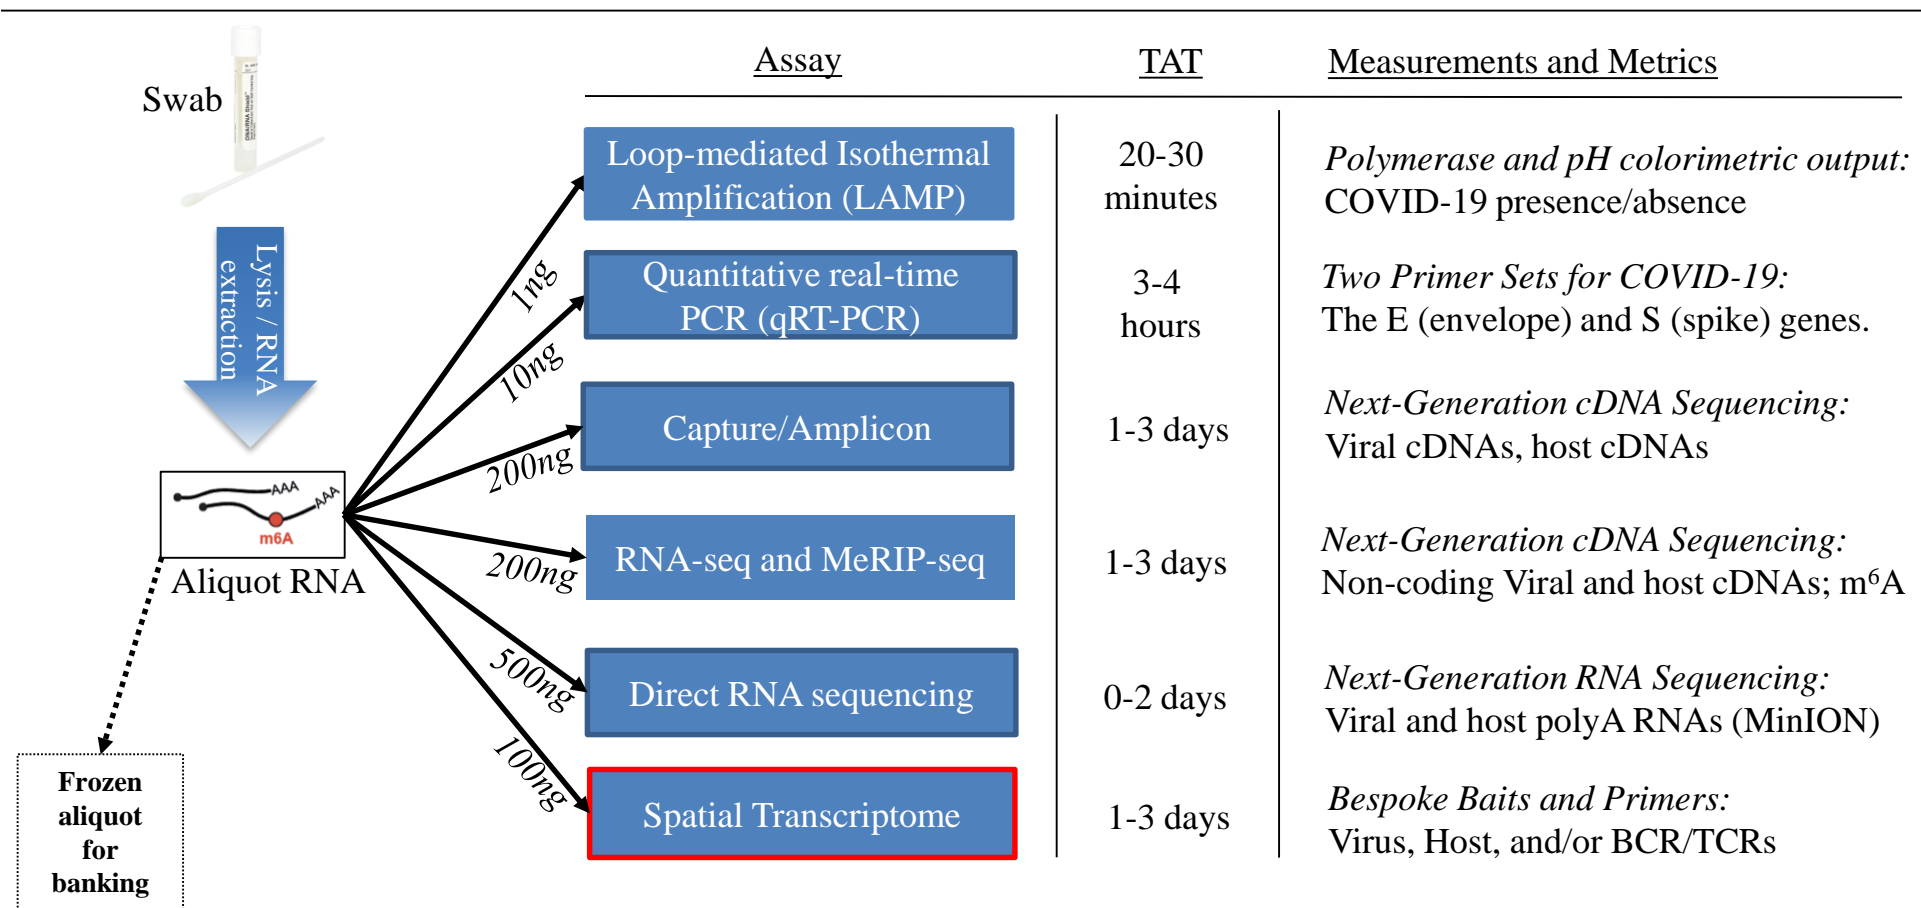 Assay
TAT
Measurements and Metrics
Swab
Loop-mediated Isothermal
Amplification (LAMP)
20-30
minutes
Polymerase and pH colorimetric output:
COVID-19 presence/absence
Lysis / RNA
extraction
1ng
Quantitative real-time
PCR (qRT-PCR)
3-4
hours
Two Primer Sets for COVID-19:
The E (envelope) and S (spike) genes.
10ng
Capture/Amplicon
1-3 days
Next-Generation cDNA Sequencing:
Viral cDNAs, host cDNAs
200ng
AAA
AAA
m6A
Aliquot RNA
200ng
RNA-seq and MeRIP-seq
1-3 days
Next-Generation cDNA Sequencing:
Non-coding Viral and host cDNAs; m⁶A
500ng
Direct RNA sequencing
0-2 days
Next-Generation RNA Sequencing:
Viral and host polyA RNAs (MinION)
100ng
Spatial Transcriptome
1-3 days
Bespoke Baits and Primers:
Virus, Host, and/or BCR/TCRs
Frozen
aliquot
for
banking
DNA/RNA Shield